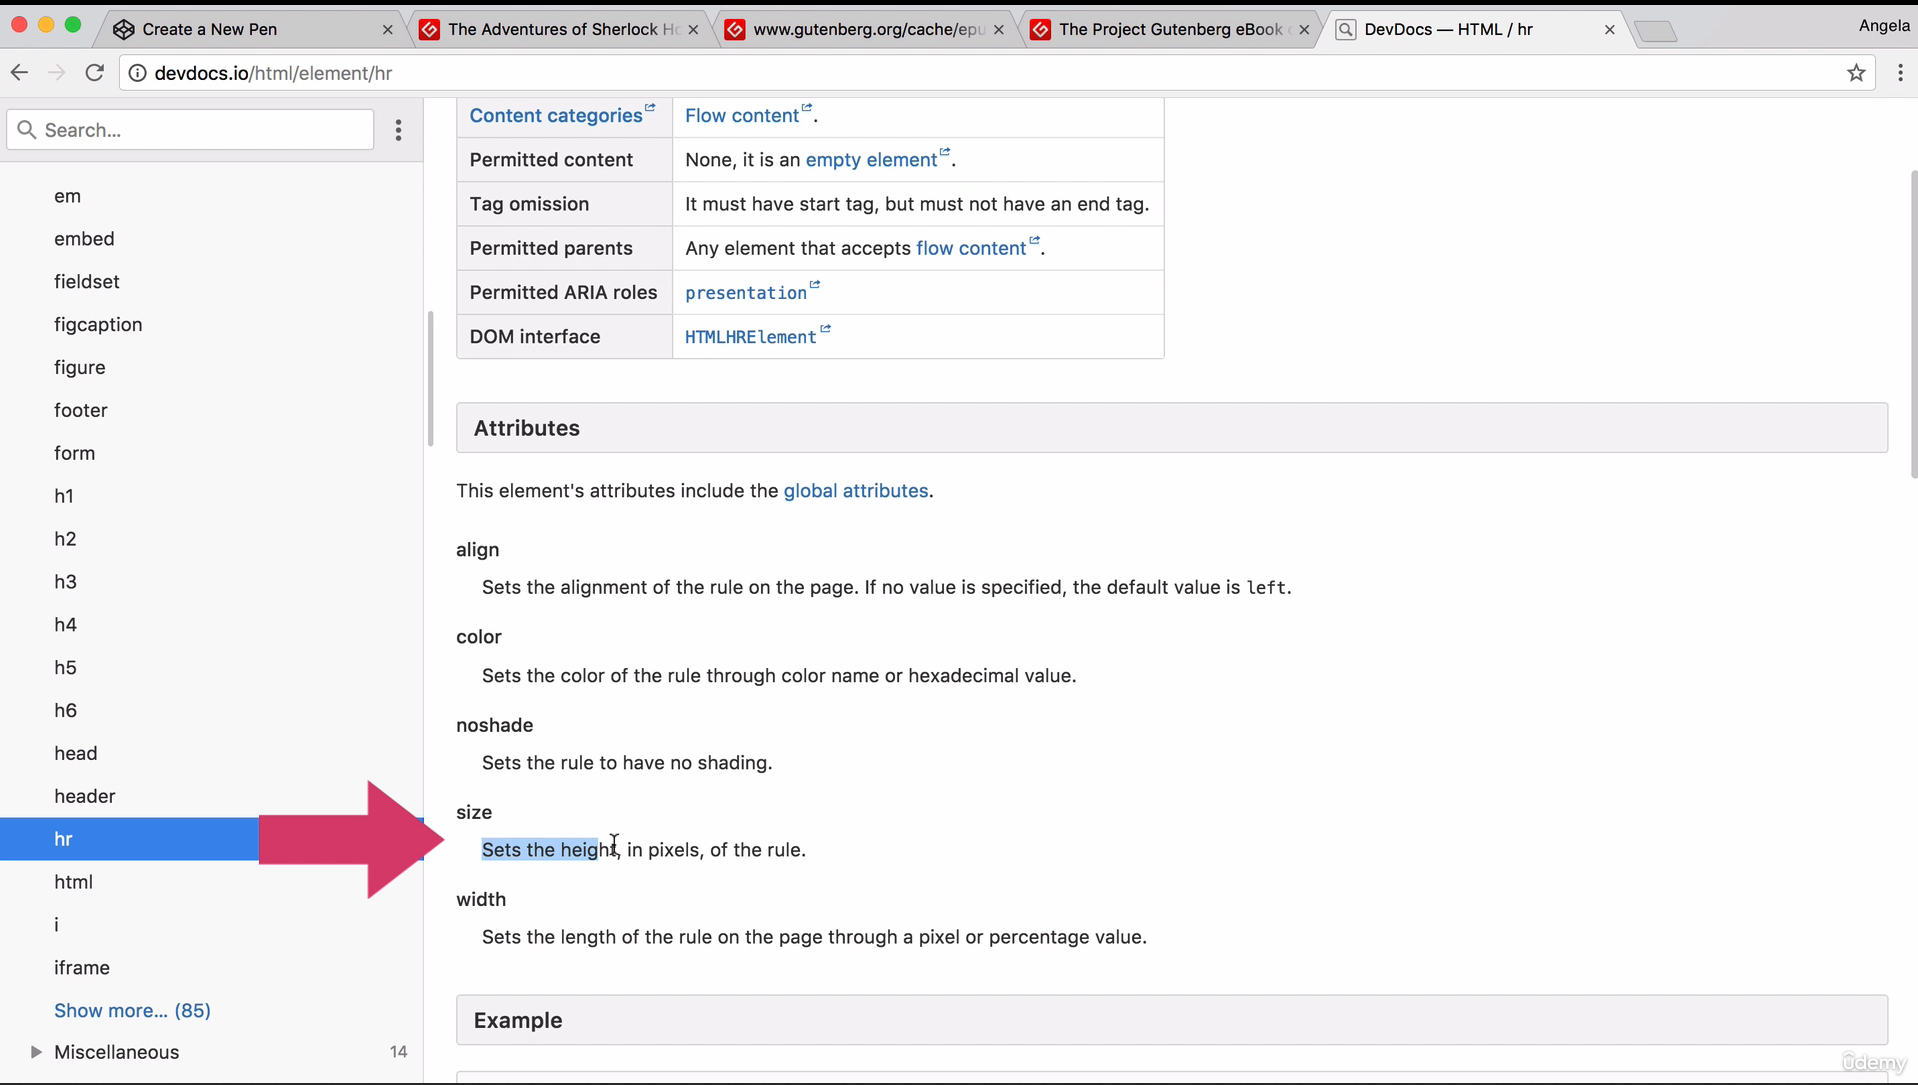 Create a New Pen
The Adventures of Sherlock Ho
www.gutenberg.org/cache/epu
The Project Gutenberg eBook
DevDocs — HTML / hr
Angela
devdocs.io/html/element/hr
Search...
em
embed
fieldset
figcaption
figure
footer
form
h1
h2
h3
h4
h5
h6
head
header
hr
html
i
iframe
Show more... (85)
Miscellaneous 14
Content categories Flow content.
Permitted content None, it is an empty element.
Tag omission It must have start tag, but must not have an end tag.
Permitted parents Any element that accepts flow content.
Permitted ARIA roles presentation
DOM interface HTMLHRElement
Attributes
This element's attributes include the global attributes.
align
Sets the alignment of the rule on the page. If no value is specified, the default value is left.
color
Sets the color of the rule through color name or hexadecimal value.
noshade
Sets the rule to have no shading.
size
Sets the height, in pixels, of the rule.
width
Sets the length of the rule on the page through a pixel or percentage value.
Example
ûdemy